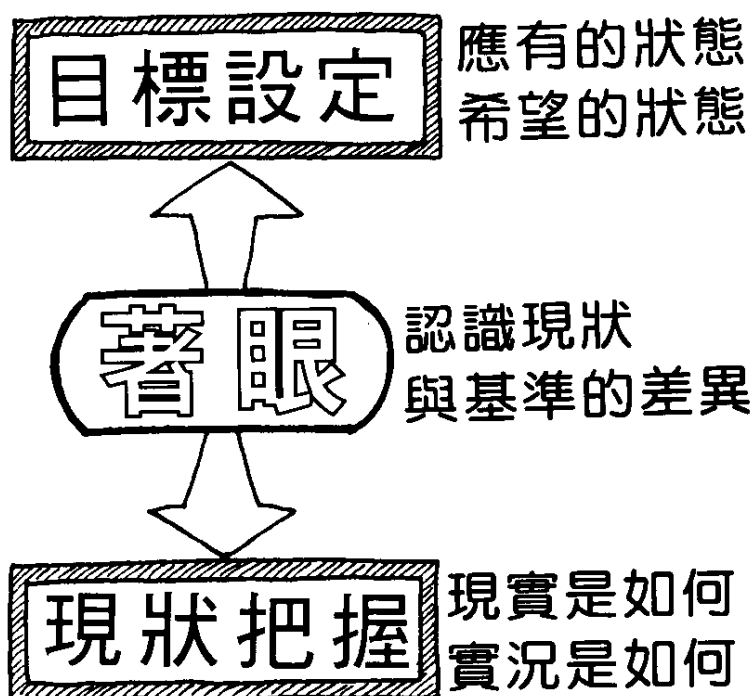 目標設定
應有的狀態
希望的狀態
著眼
認識現狀
與基準的差異
現狀把握
現實是如何
實況是如何